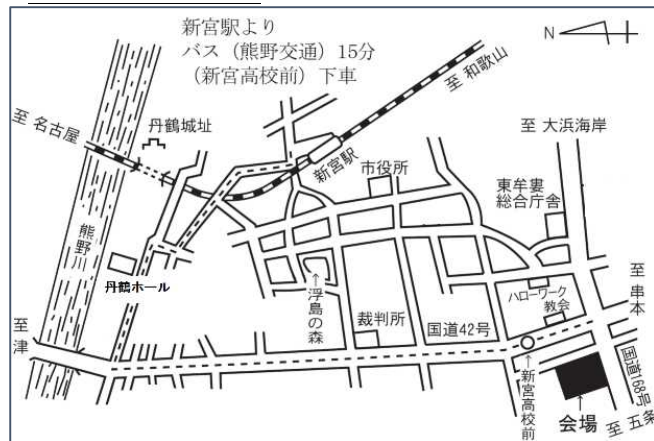 新宮駅より
バス（熊野交通）15分
（新宮高校前）下車
N
至 和歌山
至 名古屋
丹鶴城址
新宮駅
市役所
至 大浜海岸
東牟婁
総合庁舎
熊野川
丹鶴ホール
↑浮島の森
ハローワーク
教会
至 串本
至 津
裁判所
国道42号
↑新宮高校前
国道168号
↑
会場
至 五条